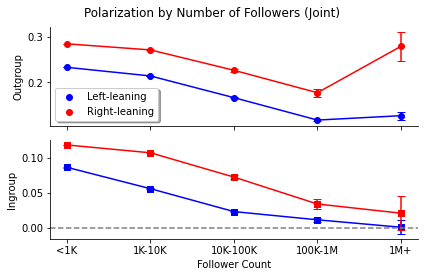 Polarization by Number of Followers (Joint)
Outgroup
0.3
0.2
Left-leaning
Right-leaning
Ingroup
0.10
0.05
0.00
<1K
1K-10K
10K-100K
100K-1M
1M+
Follower Count